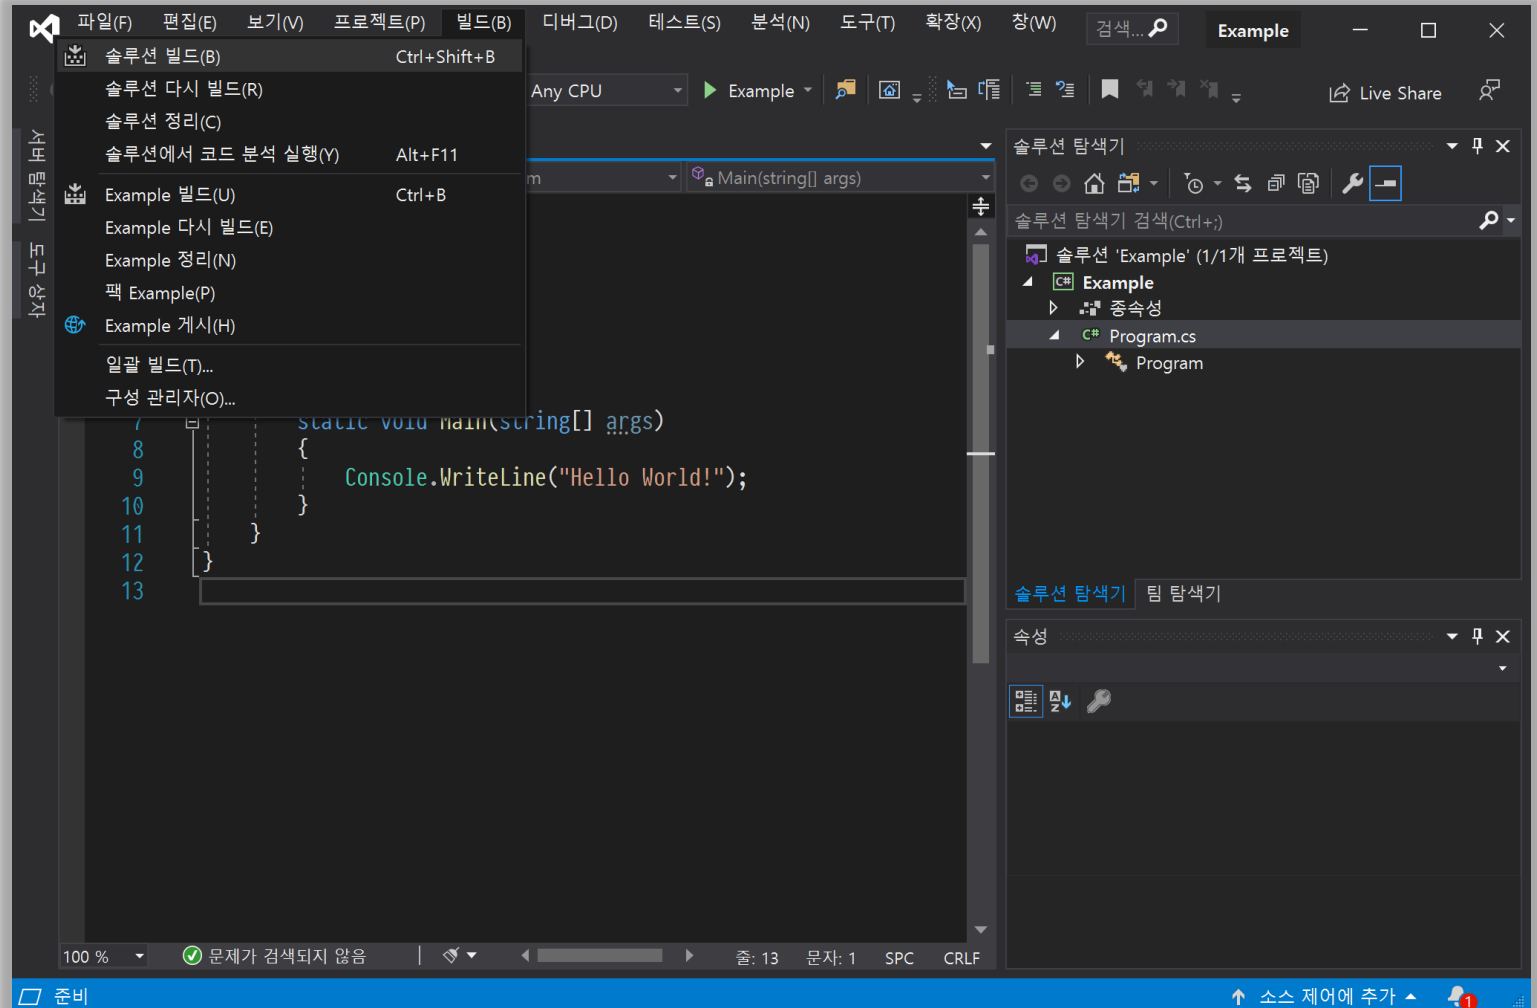 파일(F) 편집(E) 보기(V) 프로젝트(P) 빌드(B) 디버그(D) 테스트(S) 분석(N) 도구(T) 확장(X) 창(W) 검색... Example
솔루션 빌드(B) Ctrl+Shift+B
솔루션 다시 빌드(R)
솔루션 정리(C)
솔루션에서 코드 분석 실행(Y) Alt+F11
Example 빌드(U) Ctrl+B
Example 다시 빌드(E)
Example 정리(N)
팩 Example(P)
Example 게시(H)
일괄 빌드(T)...
구성 관리자(O)...
Any CPU Example Live Share
서버 탐색기
도구 상자
m Main(string[] args)
7 static void Main(string[] args)
8 {
9 Console.WriteLine("Hello World!");
10 }
11 }
12 }
13
솔루션 탐색기
솔루션 탐색기 검색(Ctrl+;)
솔루션 'Example' (1/1개 프로젝트)
C# Example
종속성
C# Program.cs
Program
솔루션 탐색기 팀 탐색기
속성
100 % 문제가 검색되지 않음 줄: 13 문자: 1 SPC CRLF
준비 소스 제어에 추가 1